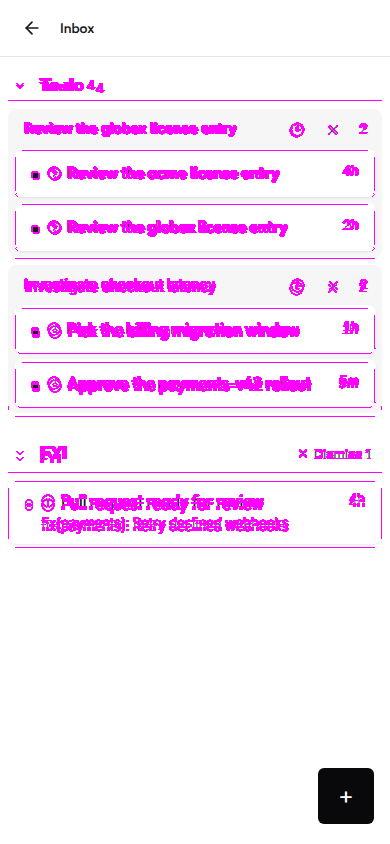 Inbox
To do 4
Review the globex license entry 2
Review the acme license entry 4h
Review the globex license entry 2h
Investigate checkout latency 2
Pick the billing migration window 1h
Approve the payments-v42 rollout 5m
FYI Dismiss 1
Pull request ready for review 4h
fix(payments): Retry declined webhooks
+